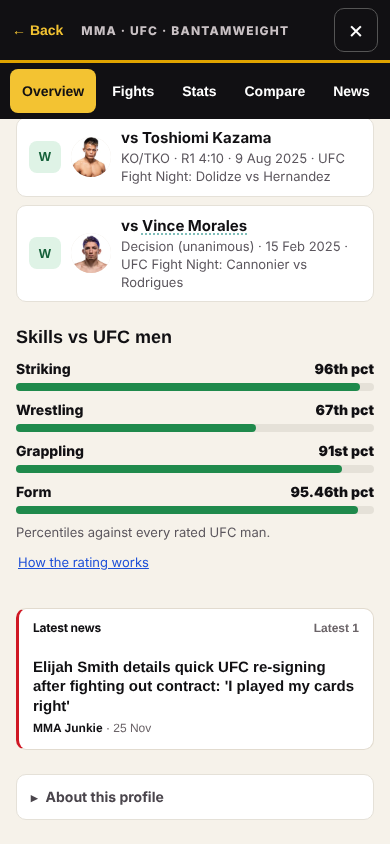 ← Back MMA · UFC · BANTAMWEIGHT ×
Overview Fights Stats Compare News
vs Toshiomi Kazama
W
KO/TKO · R1 4:10 · 9 Aug 2025 · UFC
Fight Night: Dolidze vs Hernandez
vs Vince Morales
W
Decision (unanimous) · 15 Feb 2025 ·
UFC Fight Night: Cannonier vs
Rodrigues
Skills vs UFC men
Striking 96th pct
Wrestling 67th pct
Grappling 91st pct
Form 95.46th pct
Percentiles against every rated UFC man.
How the rating works
Latest news Latest 1
Elijah Smith details quick UFC re-signing
after fighting out contract: 'I played my cards
right'
MMA Junkie · 25 Nov
▸ About this profile